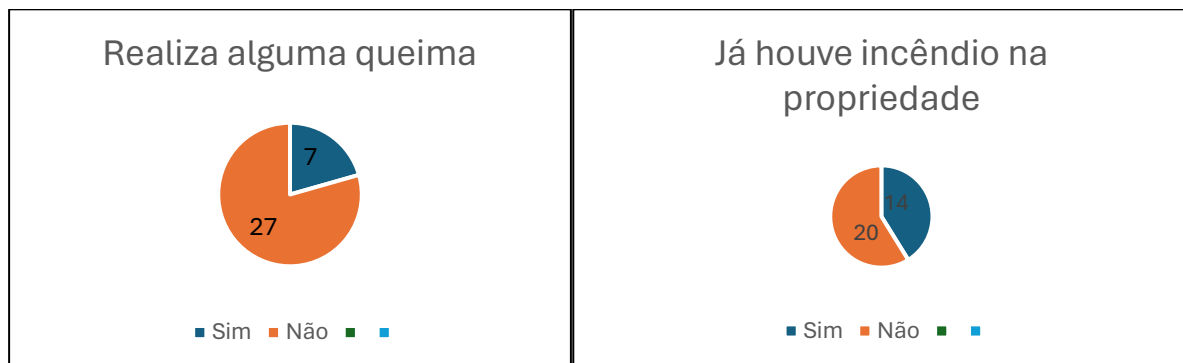 Realiza alguma queima
7
27
Sim Não
Já houve incêndio na
propriedade
14
20
Sim Não